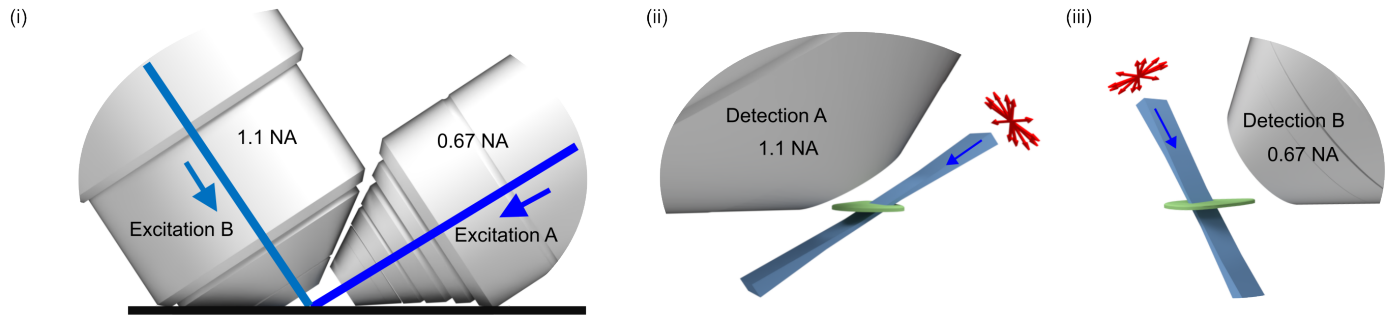 (i)
1.1 NA
0.67 NA
Excitation B
Excitation A
(ii)
Detection A
1.1 NA
(iii)
Detection B
0.67 NA